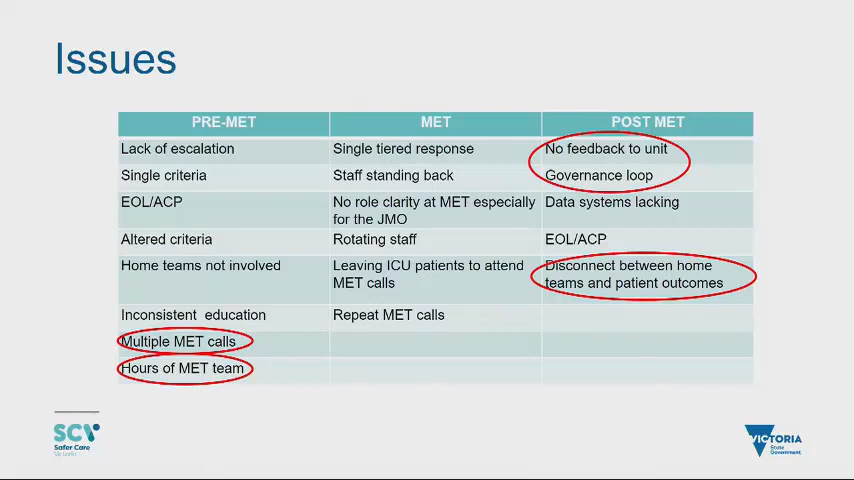 Issues
PRE-MET MET POST MET
Lack of escalation Single tiered response No feedback to unit
Single criteria Staff standing back Governance loop
EOL/ACP No role clarity at MET especially Data systems lacking
for the JMO
Altered criteria Rotating staff EOL/ACP
Home teams not involved Leaving ICU patients to attend Disconnect between home
MET calls teams and patient outcomes
Inconsistent education Repeat MET calls
Multiple MET calls
Hours of MET team
SCV
Safer Care
Victoria
VICTORIA
State
Government